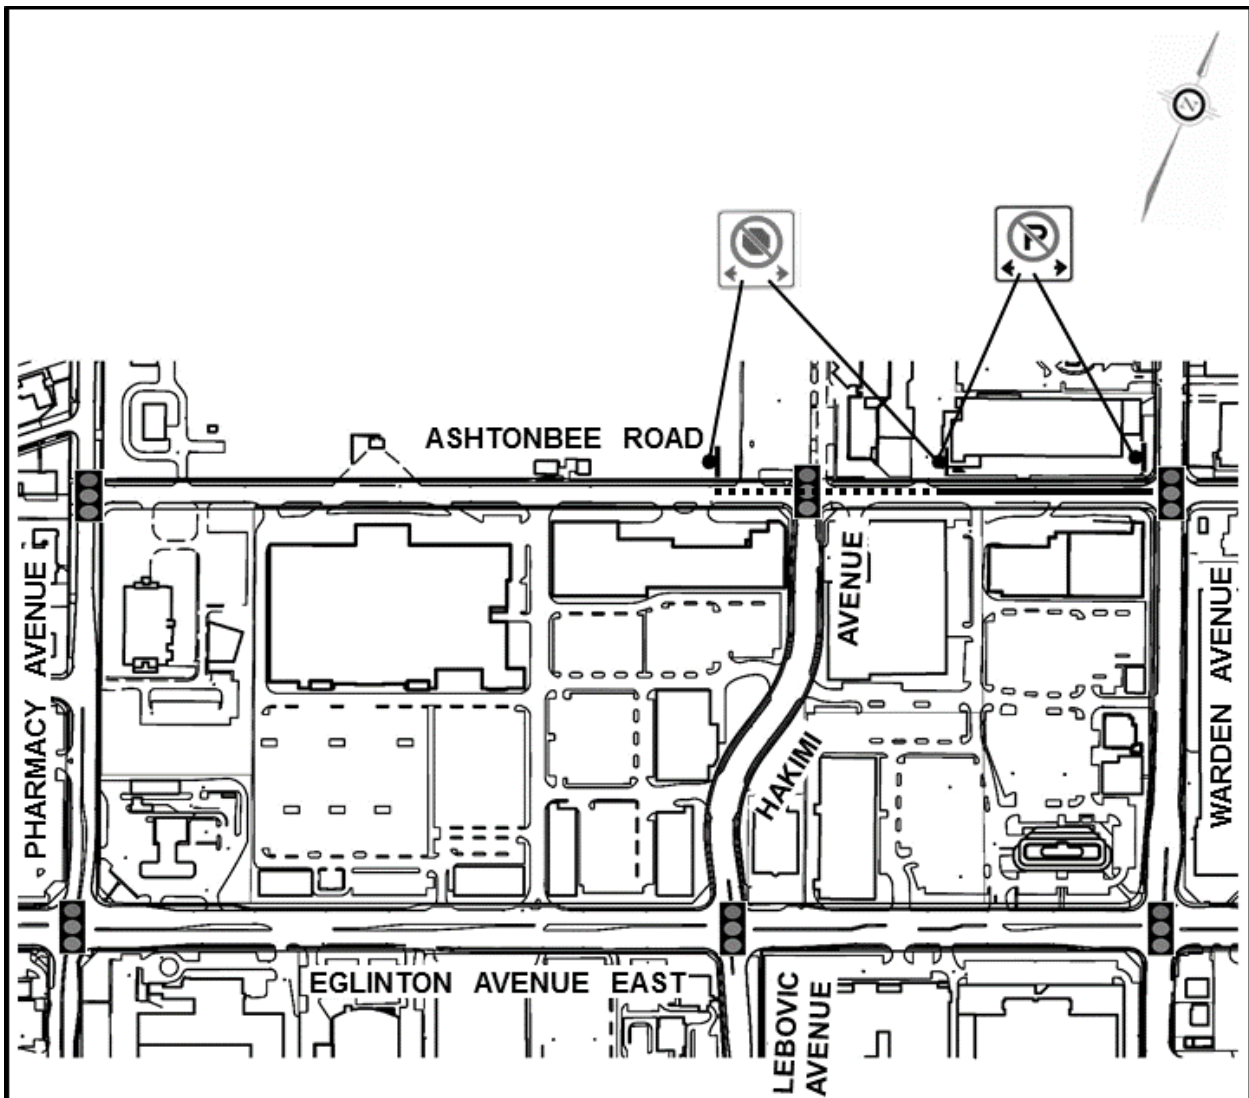 N
P
ASHTONBEE ROAD
PHARMACY AVENUE
AVENUE
HAKIMI
WARDEN AVENUE
EGLINTON AVENUE EAST
LEBOVIC
AVENUE